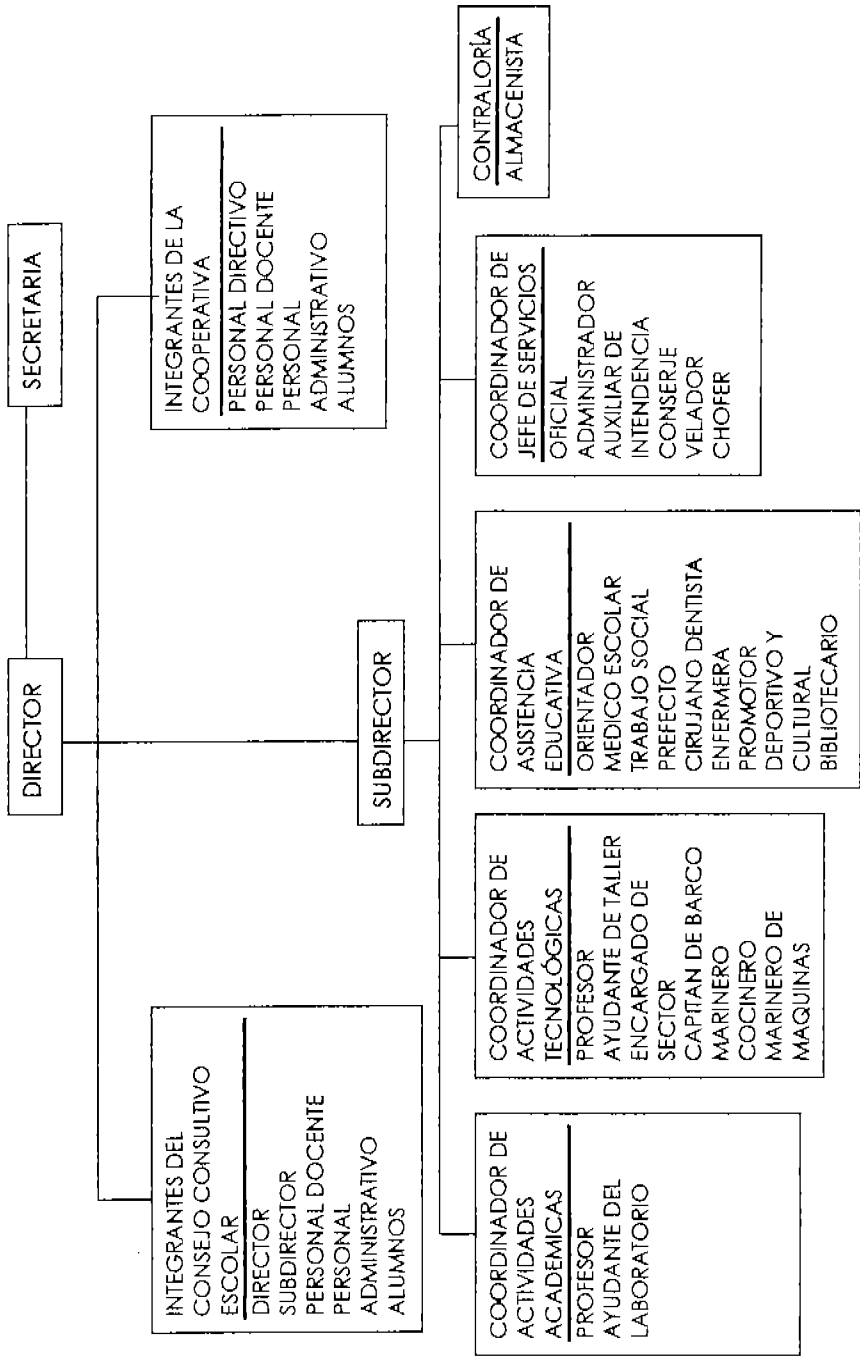 DIRECTOR
SECRETARIA
INTEGRANTES DEL
CONSEJO CONSULTIVO
ESCOLAR
DIRECTOR
SUBDIRECTOR
PERSONAL DOCENTE
PERSONAL
ADMINISTRATIVO
ALUMNOS
INTEGRANTES DE LA
COOPERATIVA
PERSONAL DIRECTIVO
PERSONAL DOCENTE
PERSONAL
ADMINISTRATIVO
ALUMNOS
SUBDIRECTOR
COORDINADOR DE
ACTIVIDADES
ACADEMICAS
PROFESOR
AYUDANTE DEL
LABORATORIO
COORDINADOR DE
ACTIVIDADES
TECNOLÓGICAS
PROFESOR
AYUDANTE DE TALLER
ENCARGADO DE
SECTOR
CAPITAN DE BARCO
MARINERO
COCINERO
MARINERO DE
MAQUINAS
COORDINADOR DE
ASISTENCIA
EDUCATIVA
ORIENTADOR
MEDICO ESCOLAR
TRABAJO SOCIAL
PREFECTO
CIRUJANO DENTISTA
ENFERMERA
PROMOTOR
DEPORTIVO Y
CULTURAL
BIBLIOTECARIO
COORDINADOR DE
JEFE DE SERVICIOS
OFICIAL
ADMINISTRADOR
AUXILIAR DE
INTENDENCIA
CONSERJE
VELADOR
CHOFER
CONTRALORÍA
ALMACENISTA